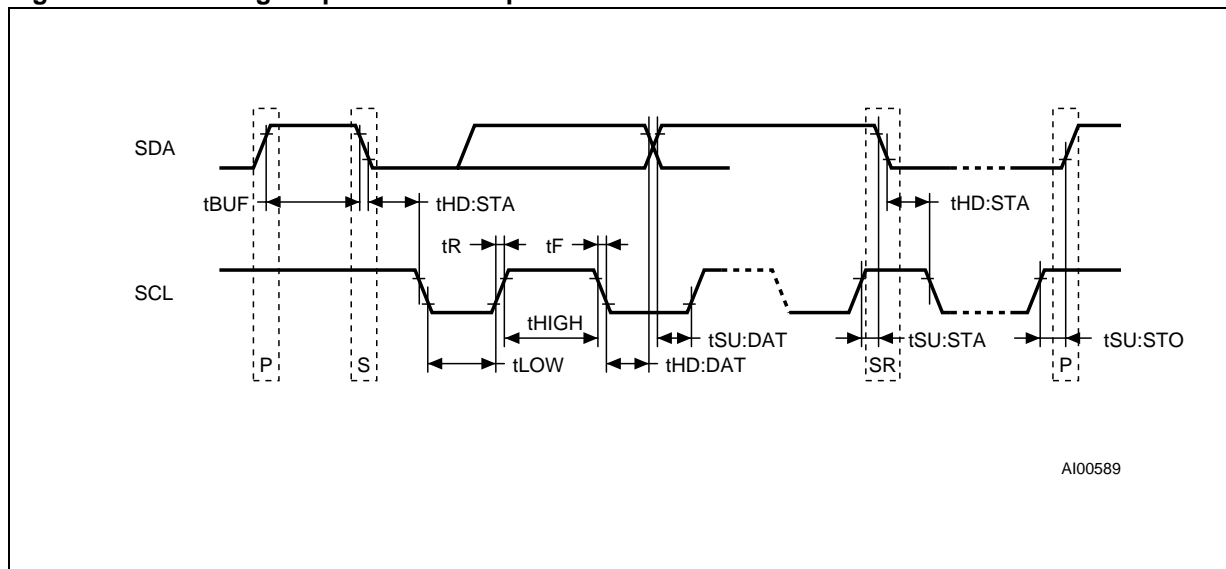 SDA
tBUF
tHD:STA
tHD:STA
tR
tF
SCL
tHIGH
tSU:DAT
tSU:STA
tSU:STO
P
S
tLOW
tHD:DAT
SR
P
AI00589